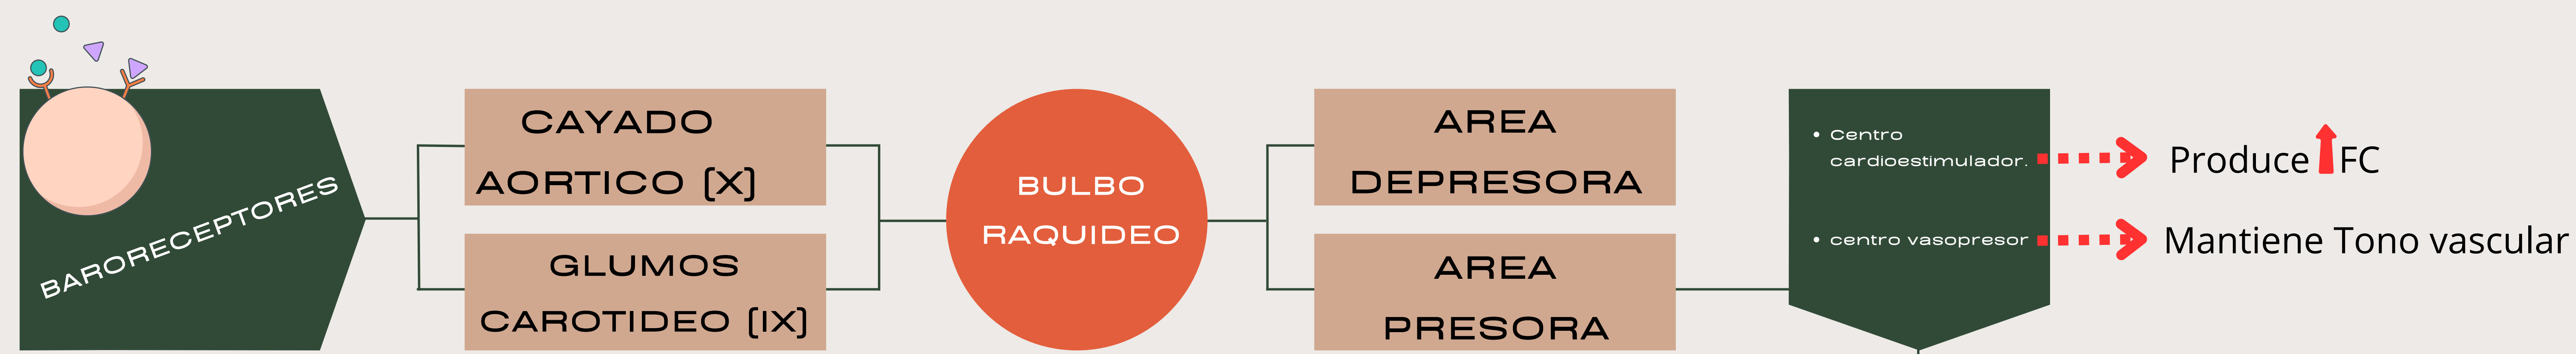 BARORECEPTORES
CAYADO
AORTICO (X)
GLUMOS
CAROTIDEO (IX)
BULBO
RAQUIDEO
AREA
DEPRESORA
AREA
PRESORA
• Centro
cardioestimulador.
• centro vasopresor
Produce FC
Mantiene Tono vascular